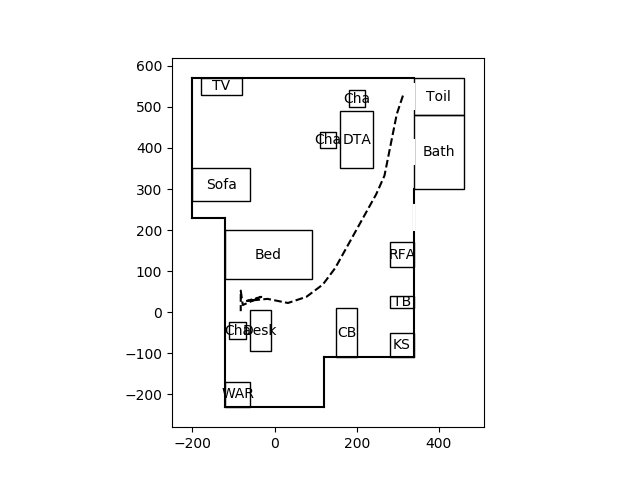 600
500
400
300
200
100
0
−100
−200
−200
0
200
400
TV
Cha
Toil
Cha
DTA
Bath
Sofa
Bed
RFA
TB
Cha
Desk
CB
KS
WAR